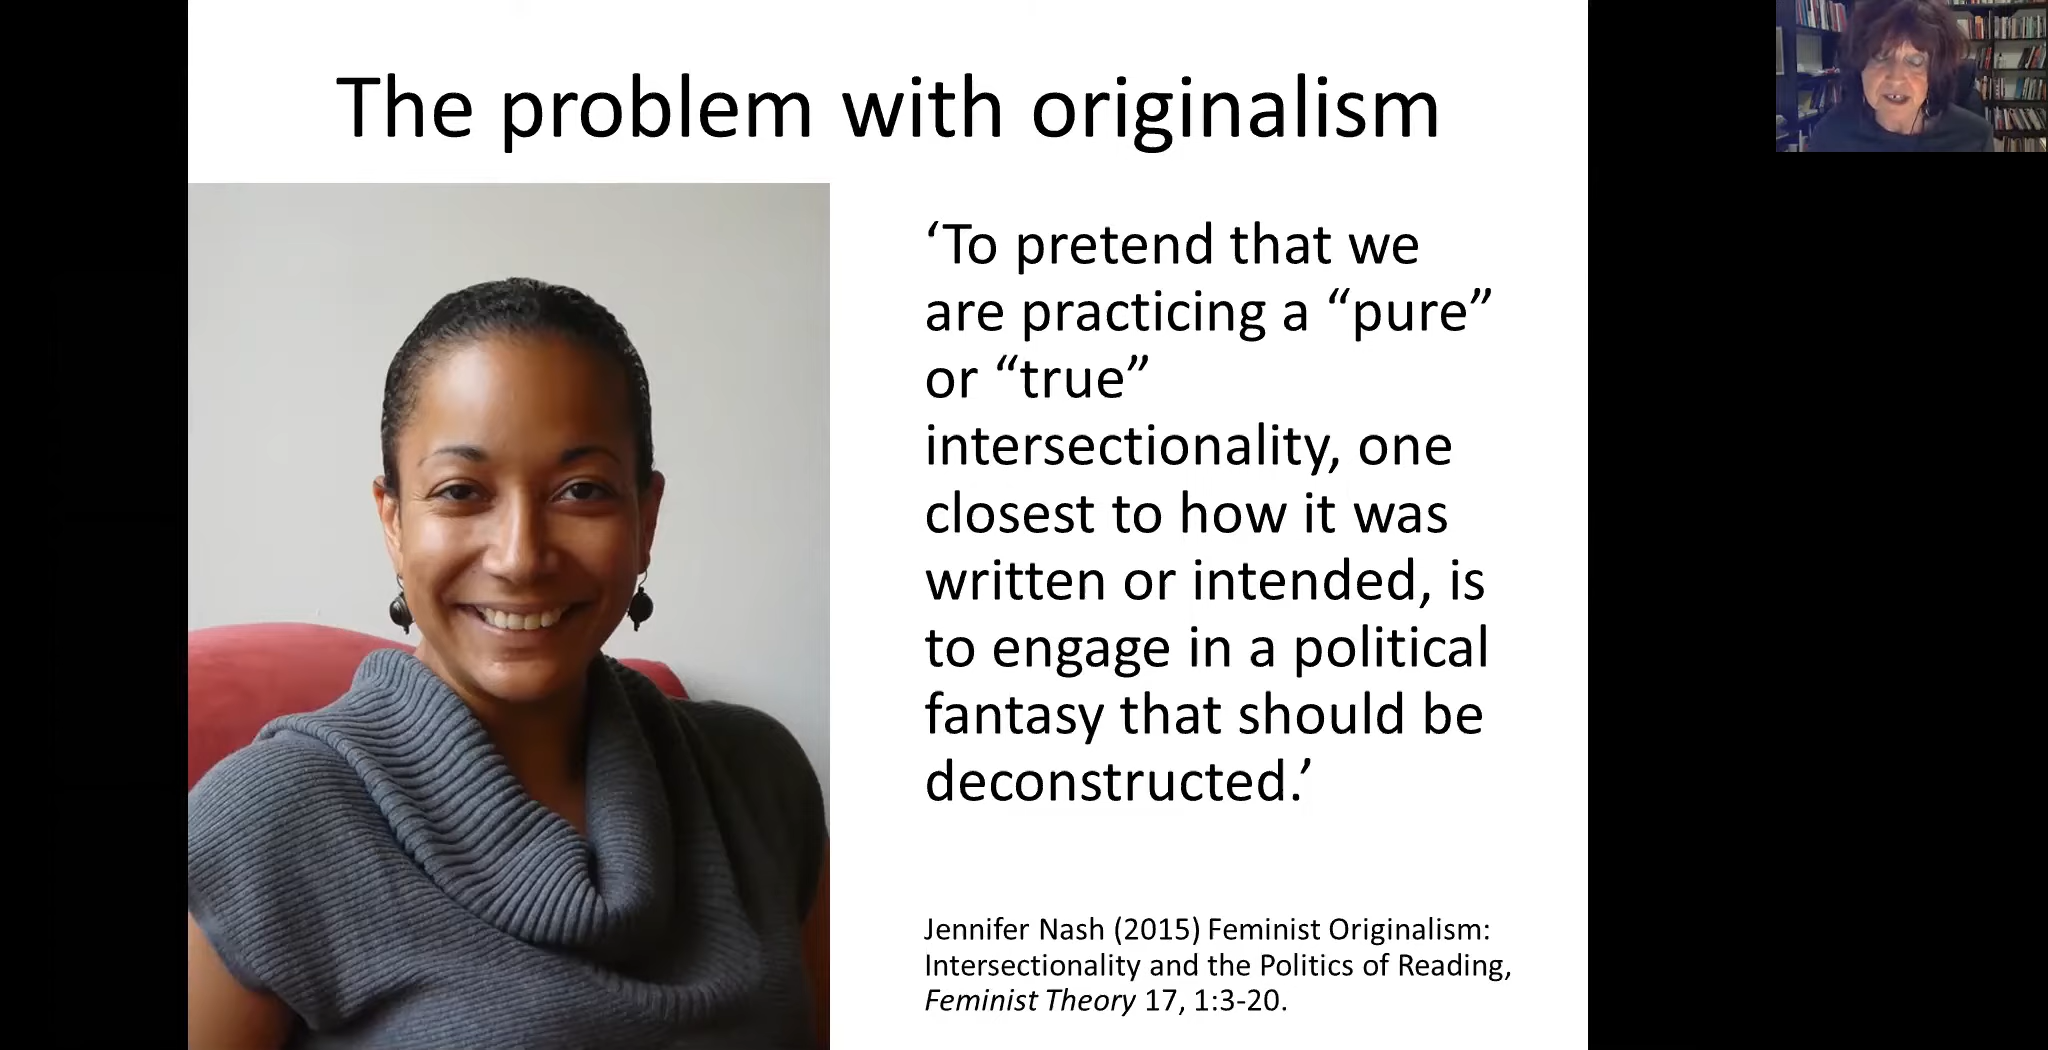 The problem with originalism
‘To pretend that we
are practicing a “pure”
or “true”
intersectionality, one
closest to how it was
written or intended, is
to engage in a political
fantasy that should be
deconstructed.’
Jennifer Nash (2015) Feminist Originalism:
Intersectionality and the Politics of Reading,
Feminist Theory 17, 1:3-20.